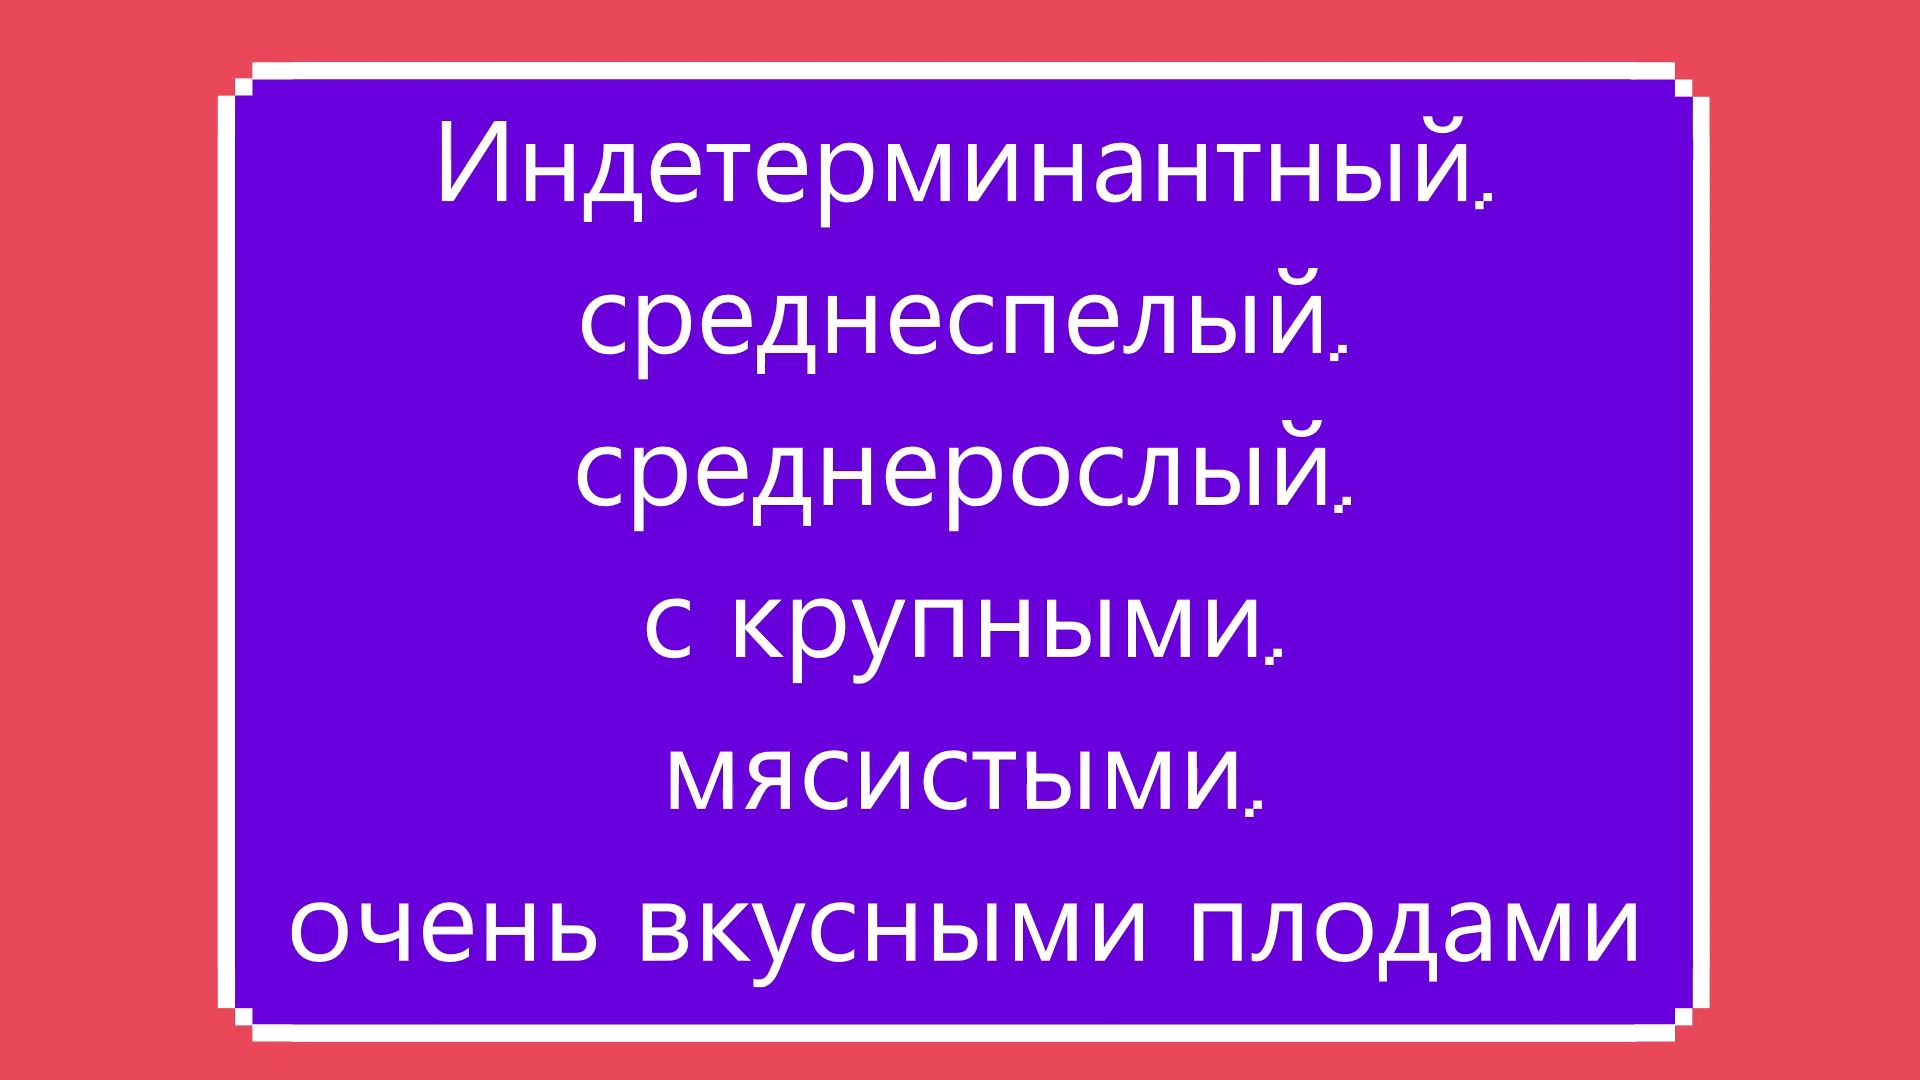 Индетерминантный,
среднеспелый,
среднерослый,
с крупными,
мясистыми,
очень вкусными плодами